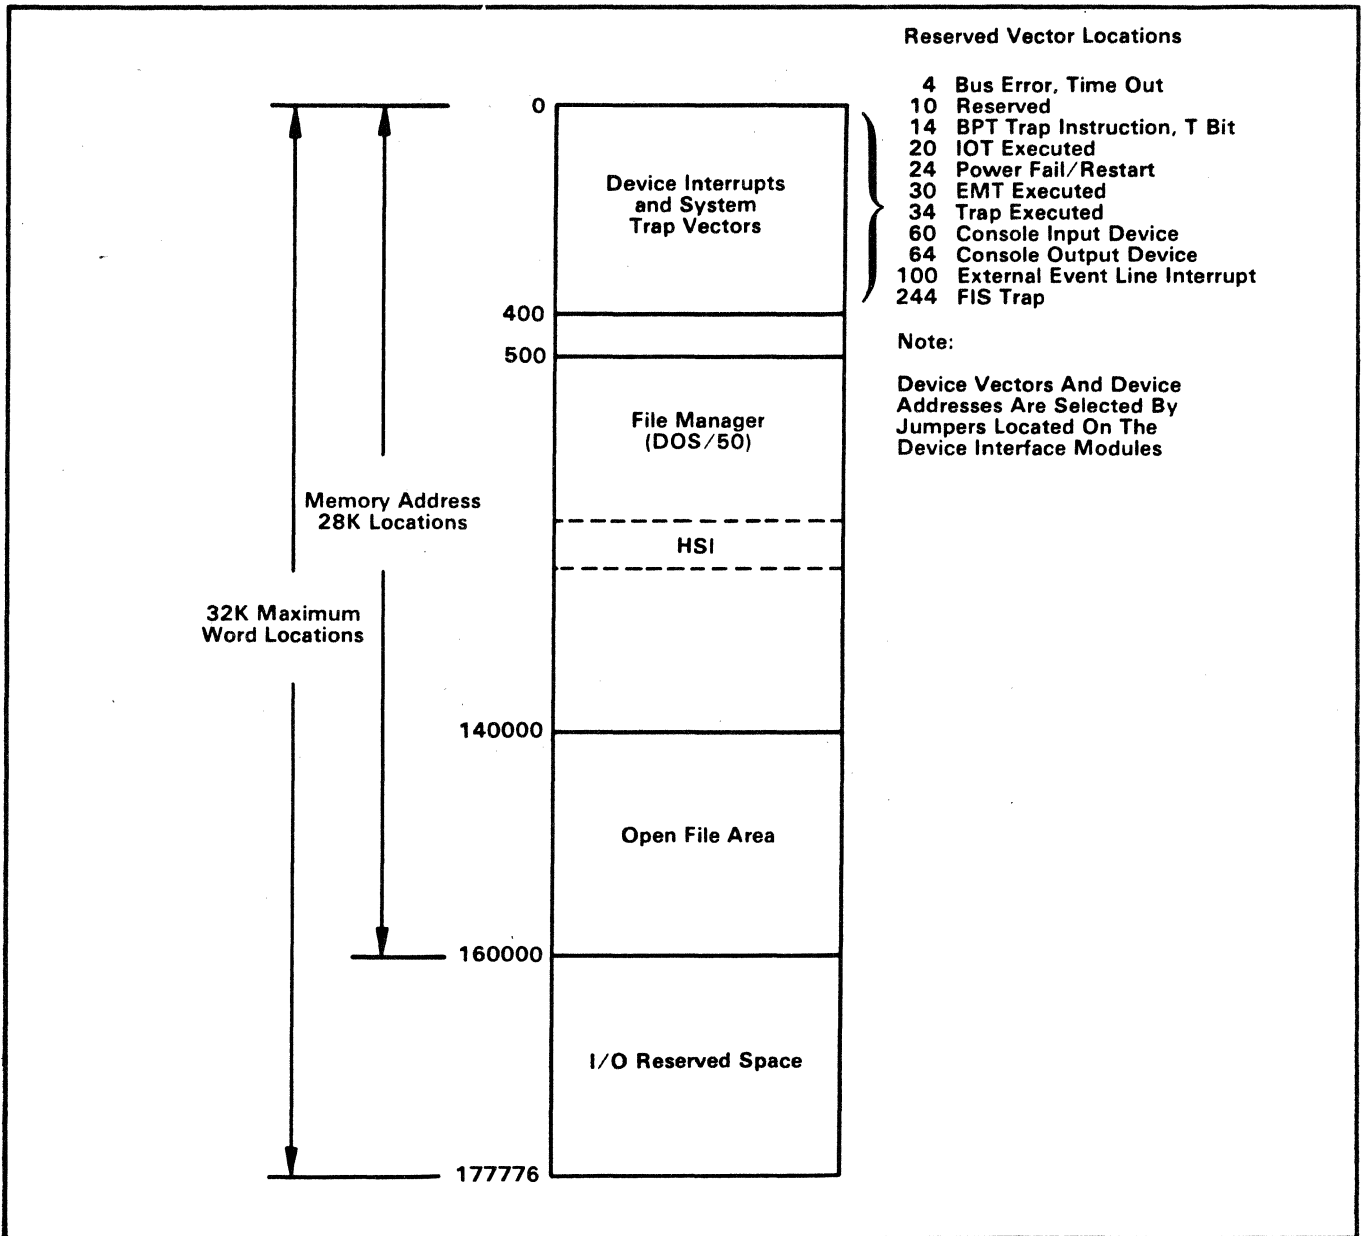 Reserved Vector Locations
4 Bus Error, Time Out
10 Reserved
14 BPT Trap Instruction, T Bit
20 IOT Executed
24 Power Fail/Restart
30 EMT Executed
34 Trap Executed
60 Console Input Device
64 Console Output Device
100 External Event Line Interrupt
244 FIS Trap
Note:
Device Vectors And Device
Addresses Are Selected By
Jumpers Located On The
Device Interface Modules
0
Device Interrupts
and System
Trap Vectors
400
500
File Manager
(DOS/50)
Memory Address
28K Locations
HSI
32K Maximum
Word Locations
140000
Open File Area
160000
I/O Reserved Space
177776